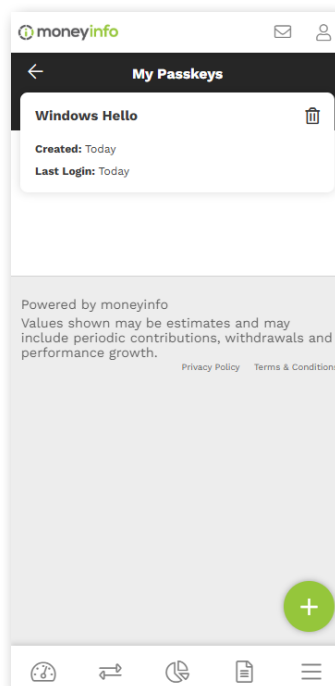 moneyinfo
My Passkeys
Windows Hello
Created: Today
Last Login: Today
Powered by moneyinfo
Values shown may be estimates and may
include periodic contributions, withdrawals and
performance growth.
Privacy Policy Terms & Conditions